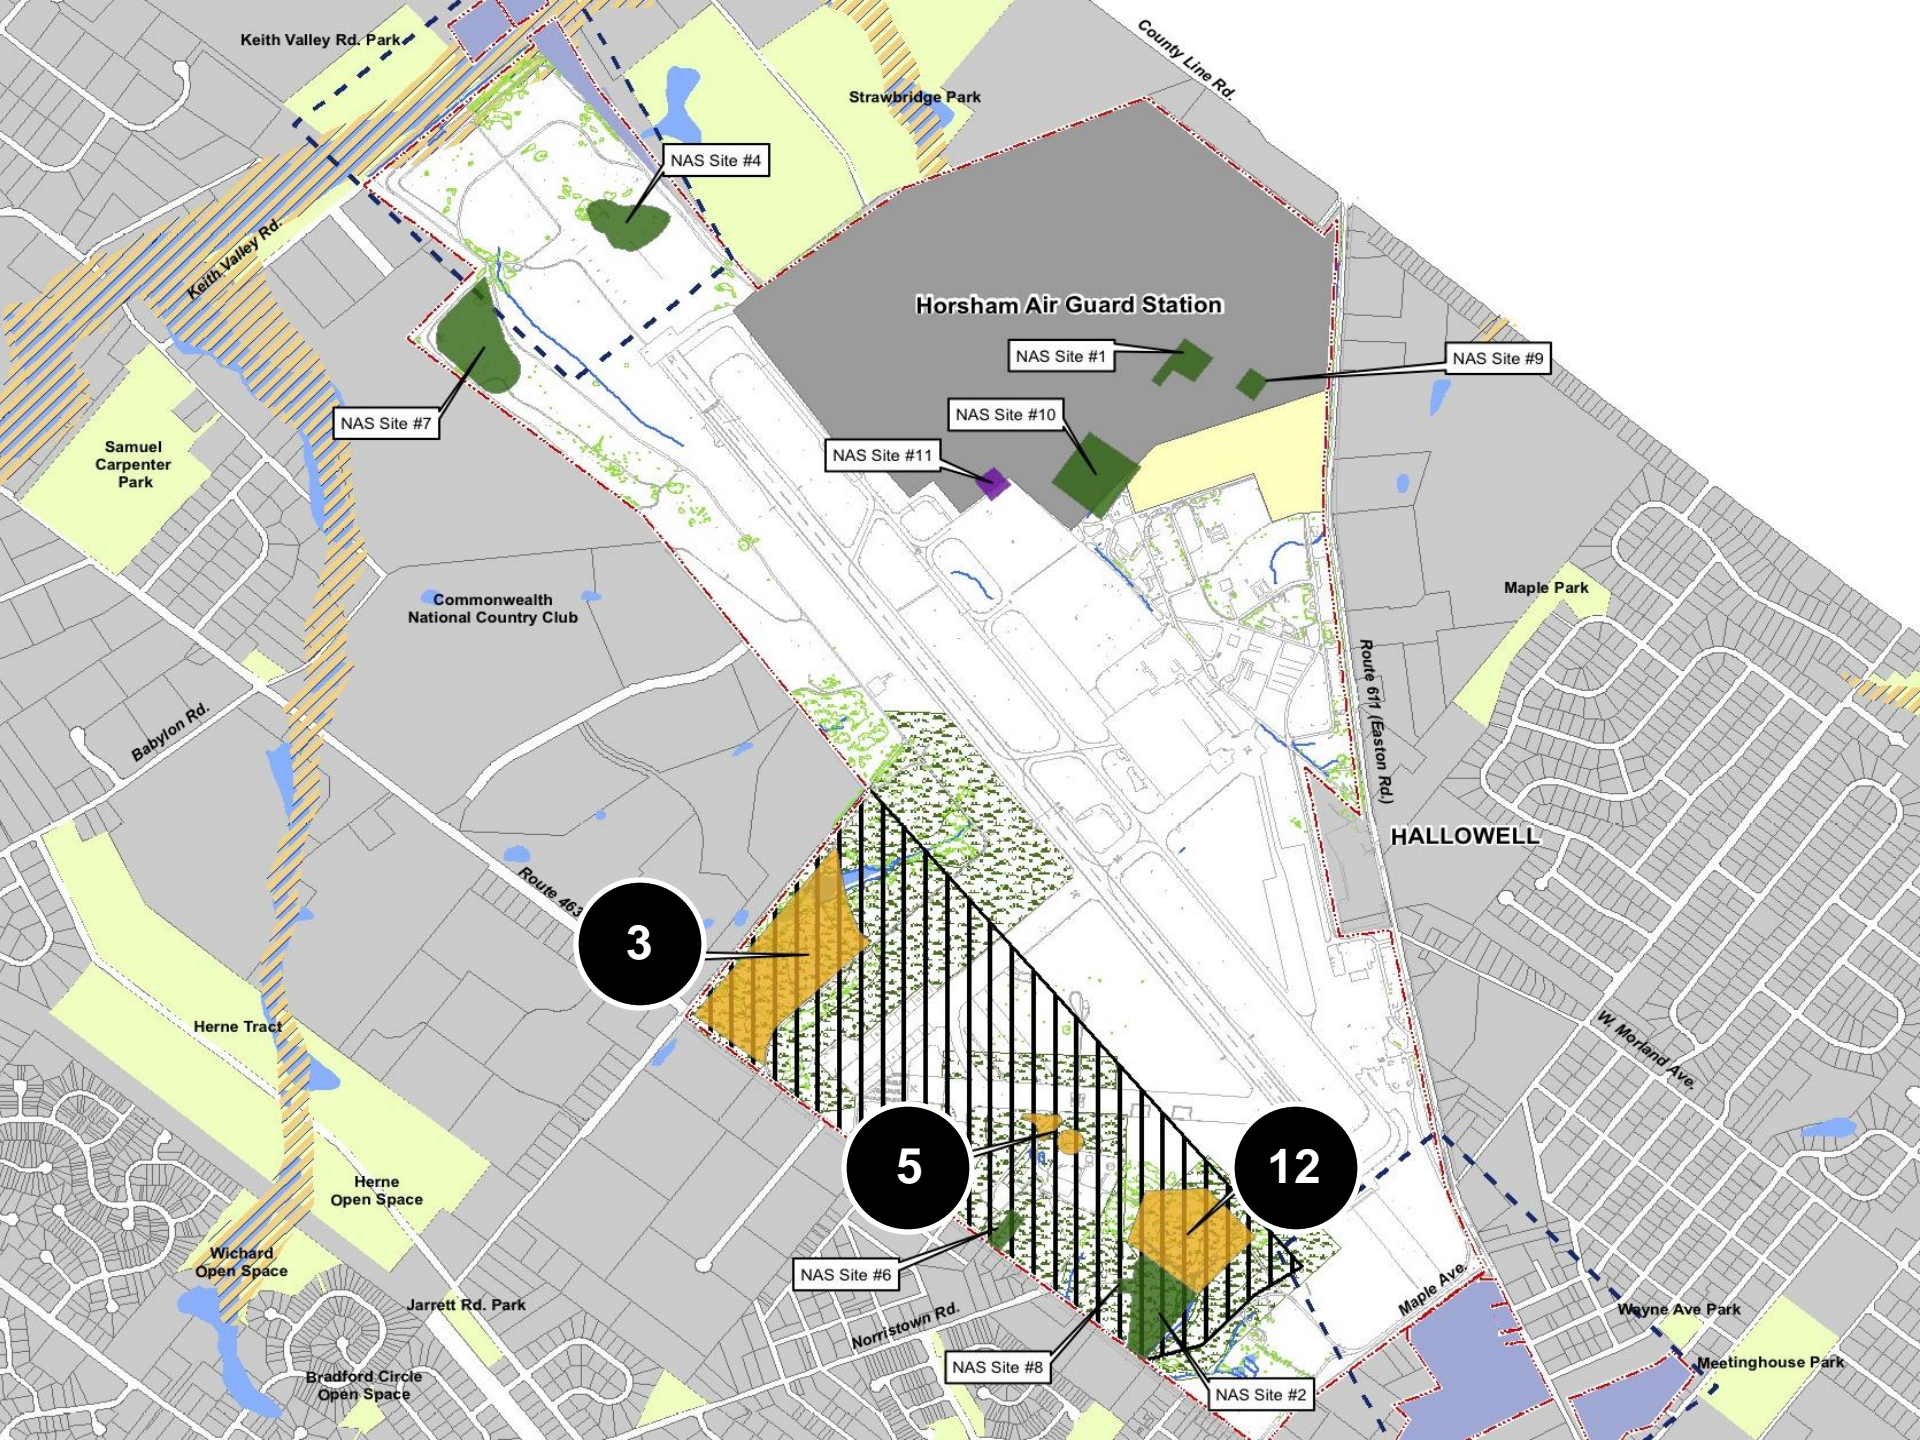 Keith Valley Rd. Park
County Line Rd.
Strawbridge Park
NAS Site #4
Keith Valley Rd.
Horsham Air Guard Station
NAS Site #1
NAS Site #9
NAS Site #10
NAS Site #7
NAS Site #11
Samuel
Carpenter
Park
Commonwealth
National Country Club
Maple Park
Route 611 (Easton Rd.)
Babylon Rd.
HALLOWELL
Route 463
3
Herne Tract
W. Morland Ave.
5
12
Herne
Open Space
Wichard
Open Space
NAS Site #6
Maple Ave.
Jarrett Rd. Park
Norristown Rd.
Wayne Ave Park
NAS Site #8
Meetinghouse Park
Bradford Circle
Open Space
NAS Site #2